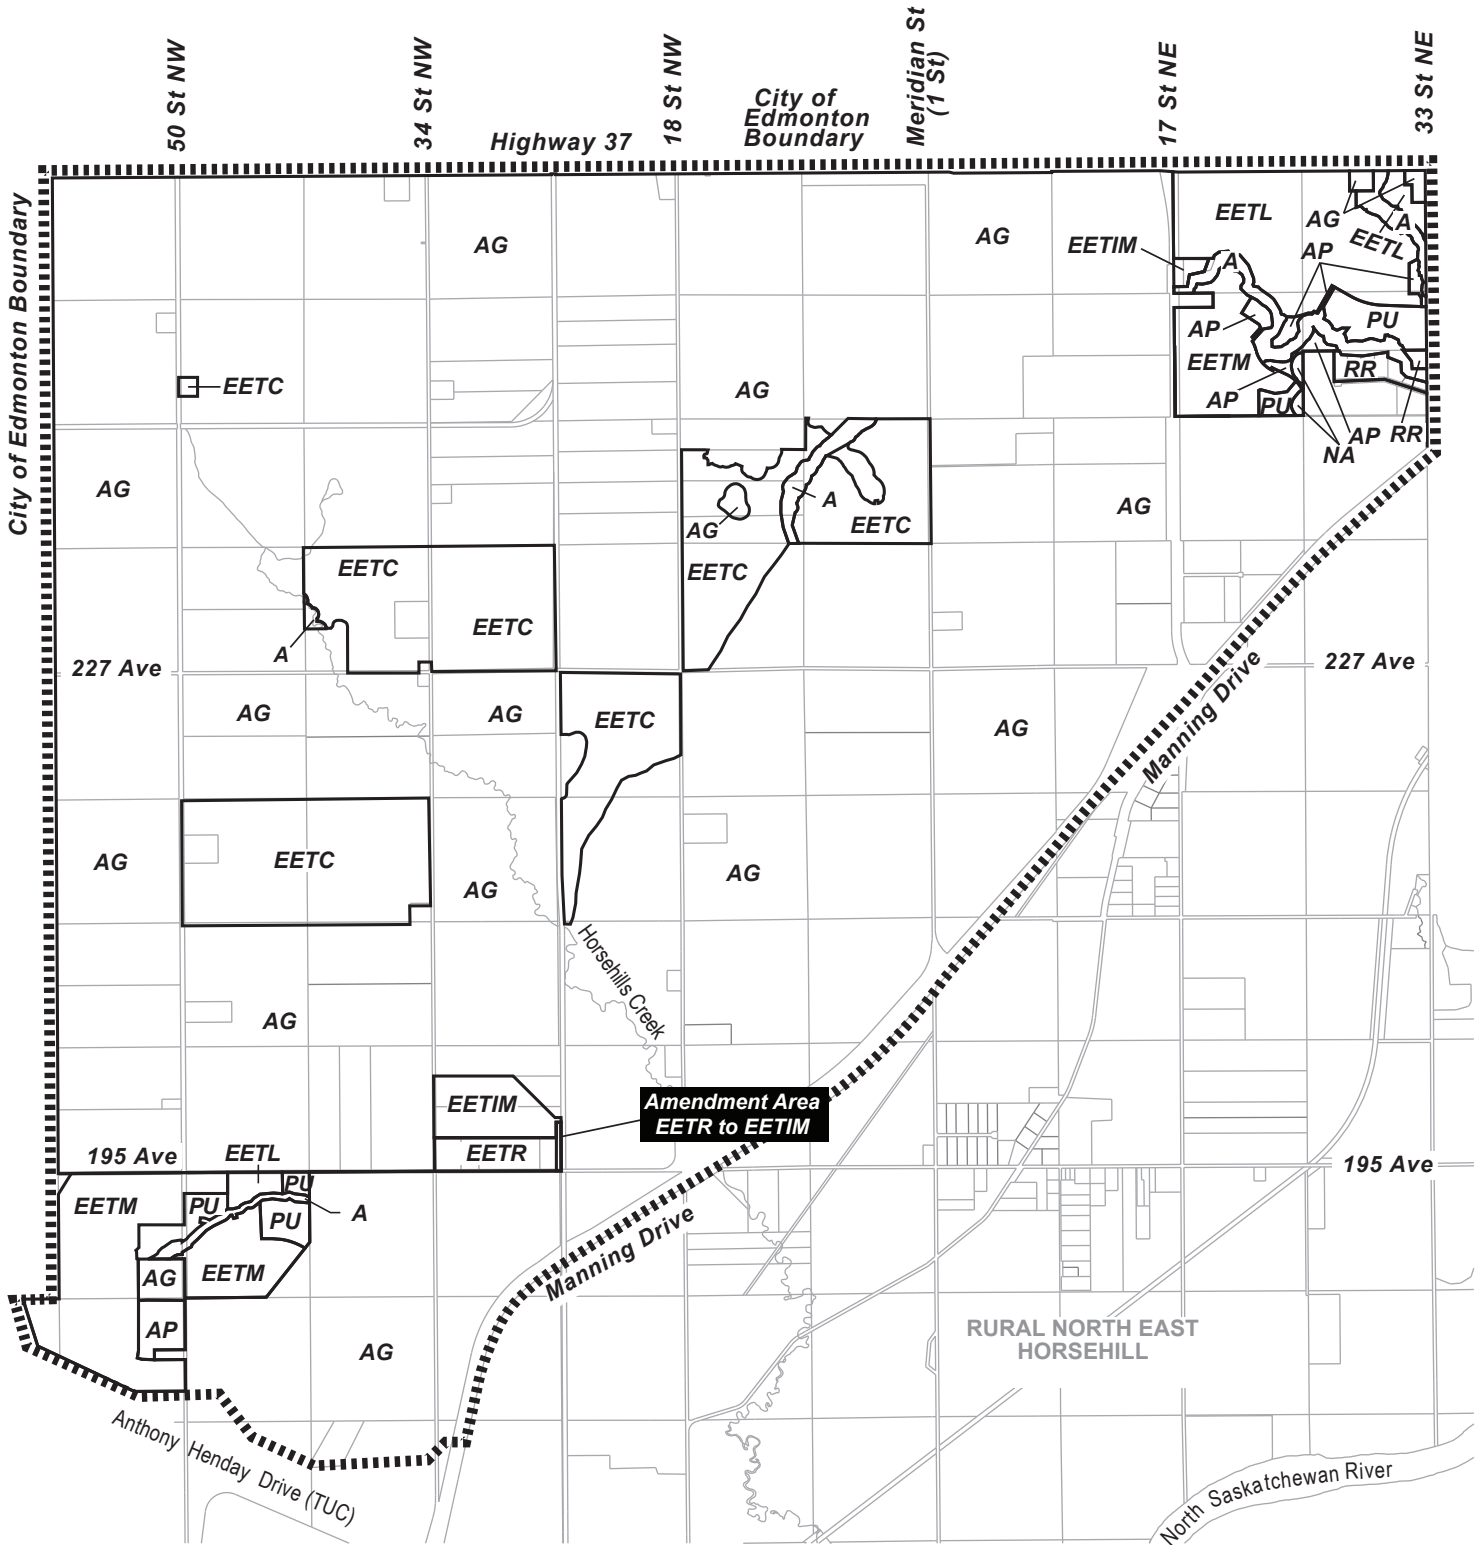 50 St NW
34 St NW
18 St NW
Meridian St
(1 St)
17 St NE
33 St NE
Highway 37
City of
Edmonton
Boundary
City of Edmonton Boundary
AG
AG
EETIM
EETL
AG
A
EETL
A
AP
AP
PU
EETM
RR
AP
PU
AP
RR
NA
EETC
AG
AG
AG
A
EETC
AG
EETC
EETC
EETC
A
227 Ave
227 Ave
Manning Drive
AG
AG
EETC
AG
AG
EETC
AG
AG
Horsehills Creek
AG
EETIM
EETR
Amendment Area
EETR to EETIM
195 Ave
195 Ave
EETL
EETM
PU
PU
PU
A
AG
EETM
AP
AG
Manning Drive
RURAL NORTH EAST
HORSEHILL
Anthony Henday Drive (TUC)
North Saskatchewan River